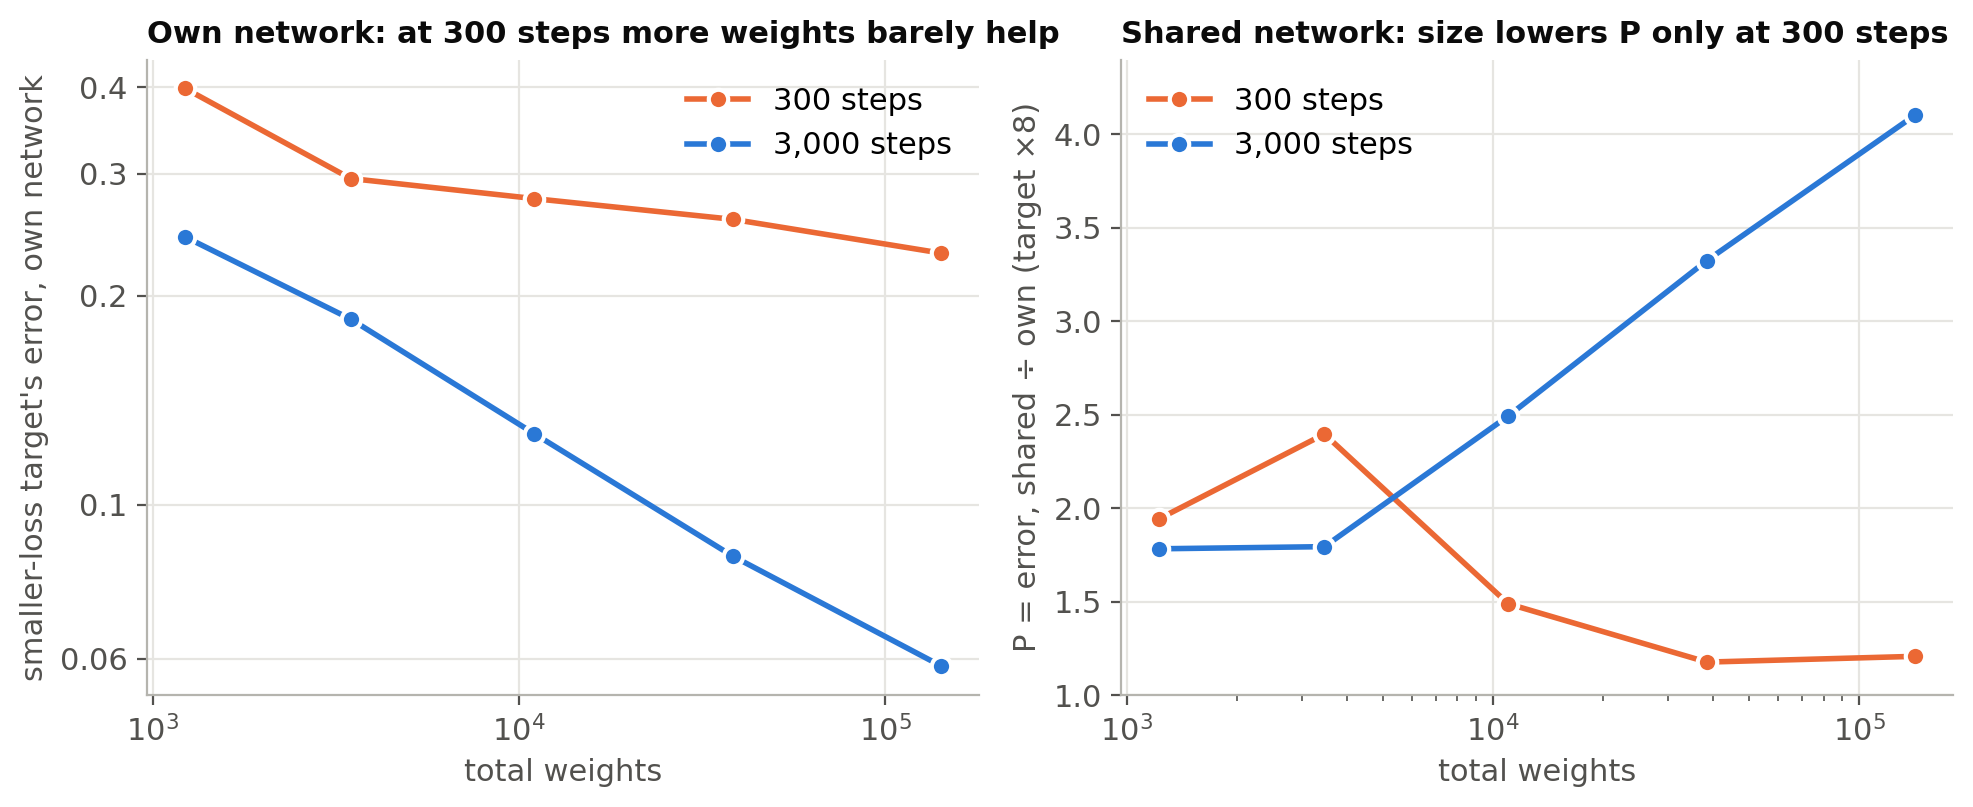 Own network: at 300 steps more weights barely help
smaller-loss target's error, own network
0.4
0.3
0.2
0.1
0.06
300 steps
3,000 steps
10³
10⁴
10⁵
total weights
Shared network: size lowers P only at 300 steps
P = error, shared ÷ own (target ×8)
4.0
3.5
3.0
2.5
2.0
1.5
1.0
300 steps
3,000 steps
10³
10⁴
10⁵
total weights